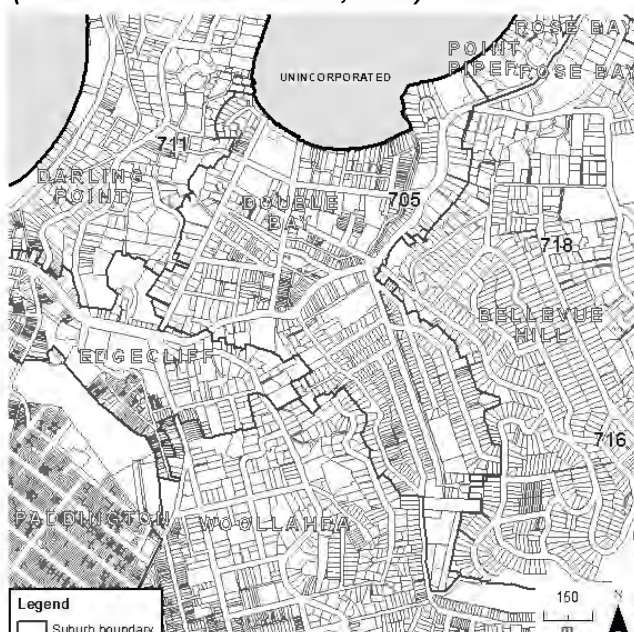 ROSE BAY
POINT
PIPER
ROSE BAY
UNINCORPORATED
711
DARLING
POINT
DOUBLE
BAY
705
718
BELLEVUE
HILL
EDGECLIFF
716
PADDINGTON
WOOLLAHRA
Legend
Suburb boundary
150
N
m